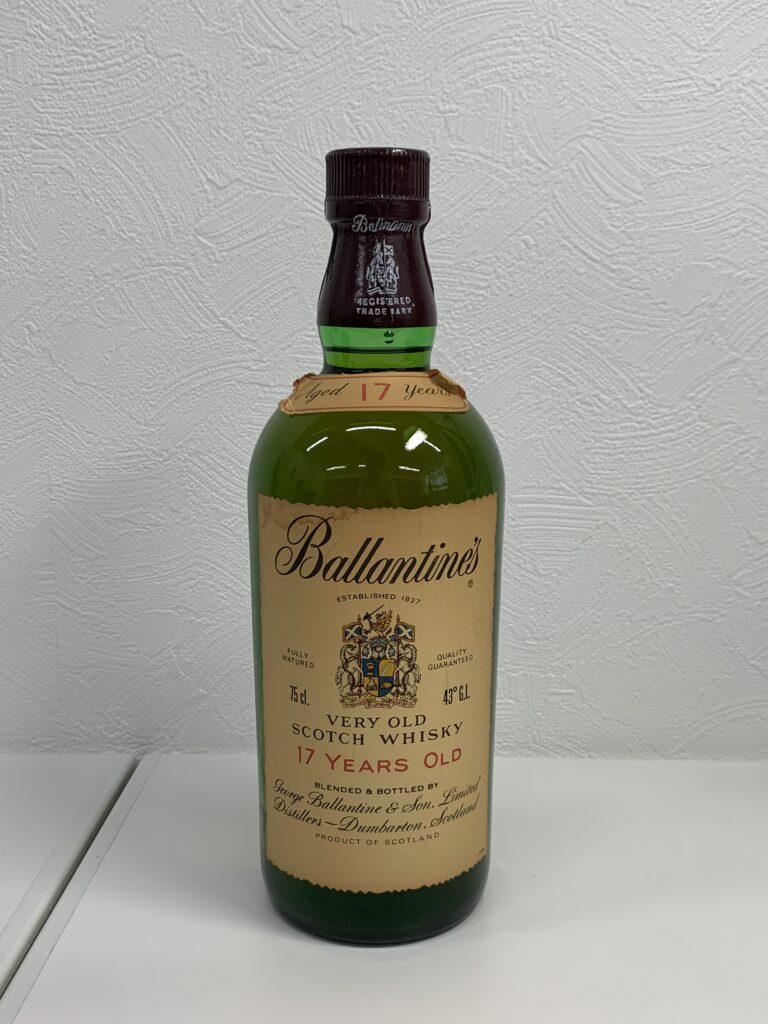 Ballantine's
REGISTERED
TRADE MARK
Aged 17 Years
Ballantine's
®
ESTABLISHED 1827
FULLY
MATURED
QUALITY
GUARANTEED
75 cl.
43° G.L.
VERY OLD
SCOTCH WHISKY
17 YEARS OLD
BLENDED & BOTTLED BY
George Ballantine & Son, Limited
Distillers — Dumbarton, Scotland
PRODUCT OF SCOTLAND